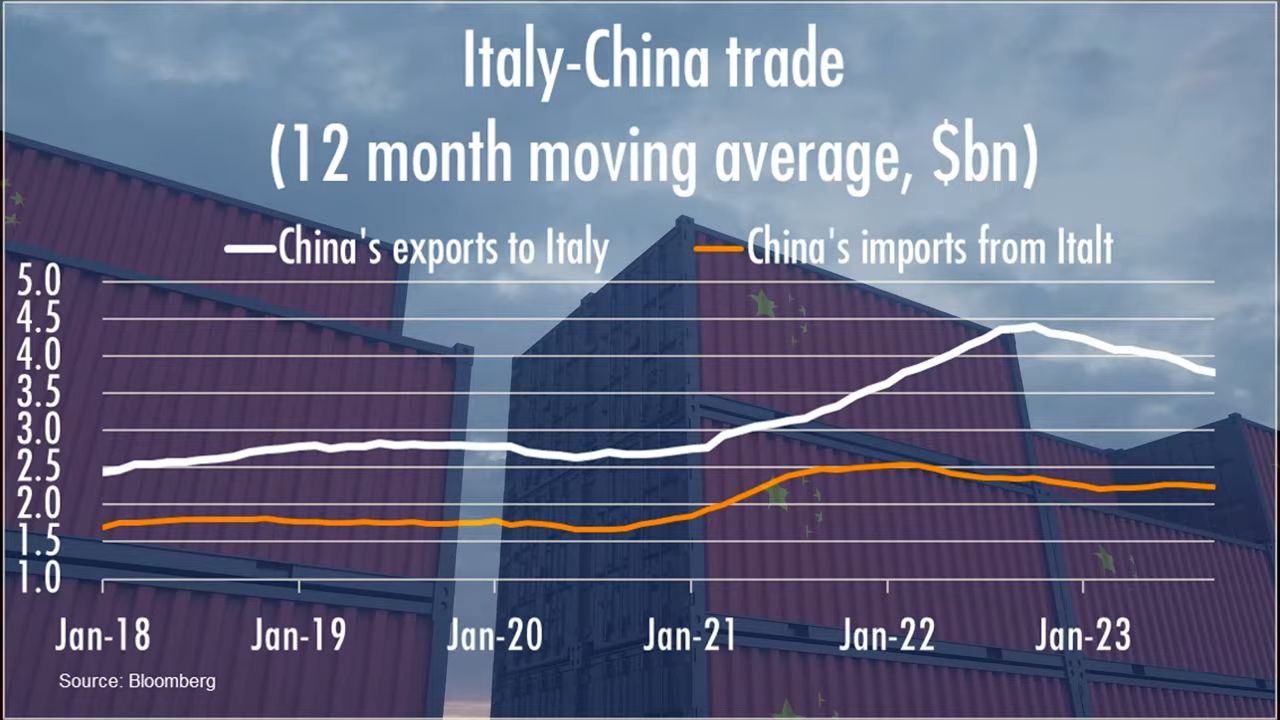 Italy-China trade
(12 month moving average, $bn)
China's exports to Italy
China's imports from Italt
5.0
4.5
4.0
3.5
3.0
2.5
2.0
1.5
1.0
Jan-18 Jan-19 Jan-20 Jan-21 Jan-22 Jan-23
Source: Bloomberg